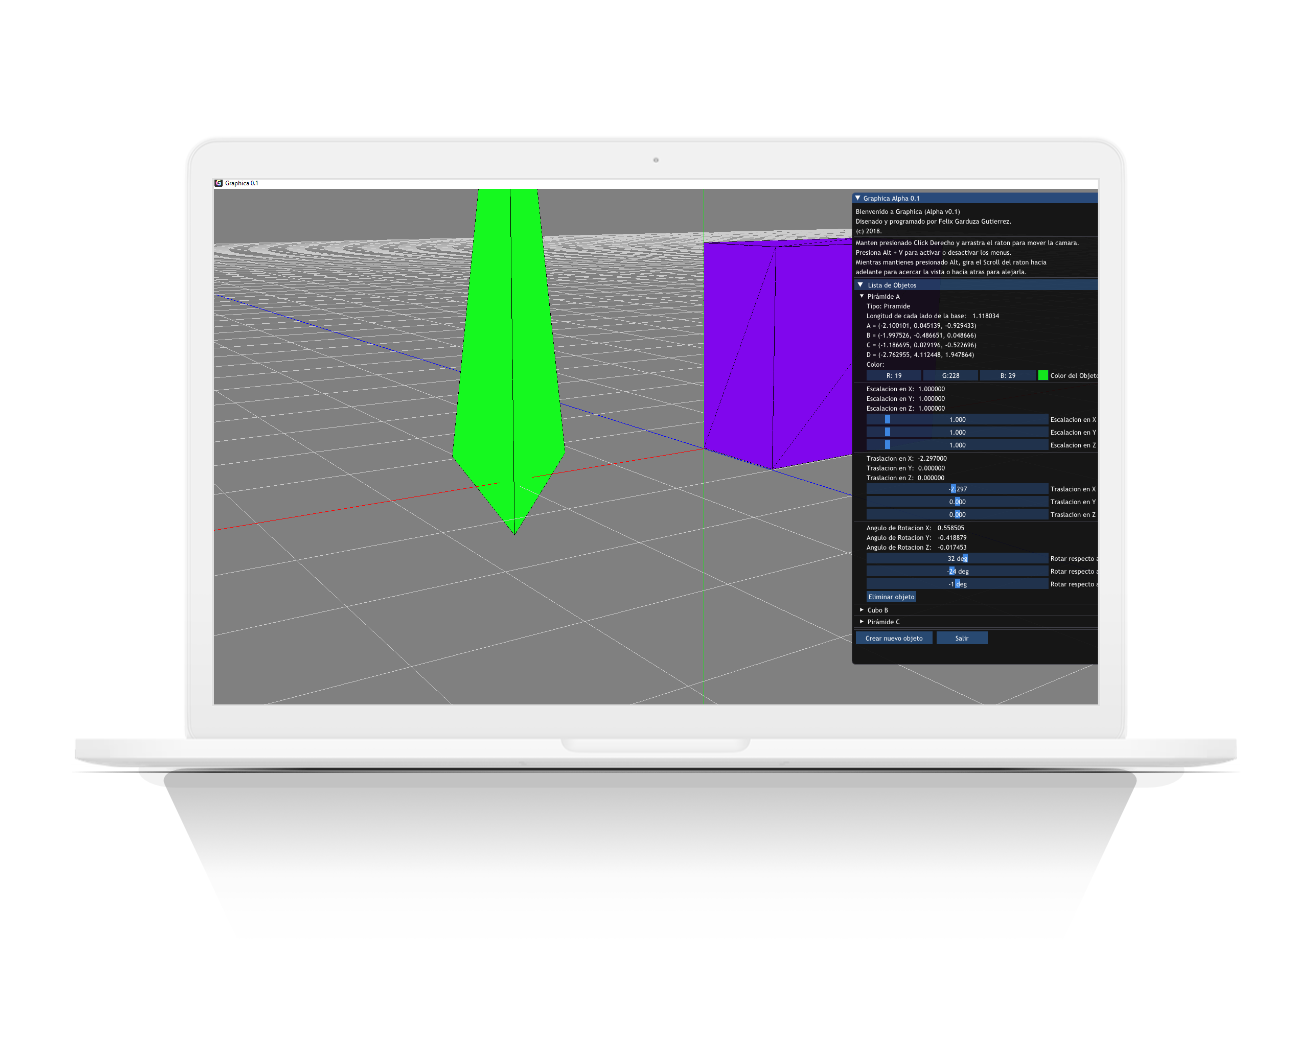 Graphica 0.1
Graphica Alpha 0.1
Bienvenido a Graphica (Alpha v0.1)
Disenado y programado por Felix Garduza Gutierrez.
(c) 2018.
Manten presionado Click Derecho y arrastra el raton para mover la camara.
Presiona Alt + V para activar o desactivar los menus.
Mientras mantienes presionado Alt, gira el Scroll del raton hacia
adelante para acercar la vista o hacia atras para alejarla.
Lista de Objetos
Pirámide A
Tipo: Piramide
Longitud de cada lado de la base: 1.118034
A = (-2.100101, 0.045139, -0.929433)
B = (-1.997526, -0.486651, 0.048666)
C = (-1.186695, 0.029196, -0.522696)
D = (-2.762955, 4.112448, 1.947864)
Color:
R: 19 G:228 B: 29 Color del Objeto
Escalacion en X: 1.000000
Escalacion en Y: 1.000000
Escalacion en Z: 1.000000
1.000 Escalacion en X
1.000 Escalacion en Y
1.000 Escalacion en Z
Traslacion en X: -2.297000
Traslacion en Y: 0.000000
Traslacion en Z: 0.000000
-2.297 Traslacion en X
0.000 Traslacion en Y
0.000 Traslacion en Z
Angulo de Rotacion X: 0.558505
Angulo de Rotacion Y: -0.418879
Angulo de Rotacion Z: -0.017453
32 deg Rotar respecto a
-24 deg Rotar respecto a
-1 deg Rotar respecto a
Eliminar objeto
Cubo B
Pirámide C
Crear nuevo objeto Salir